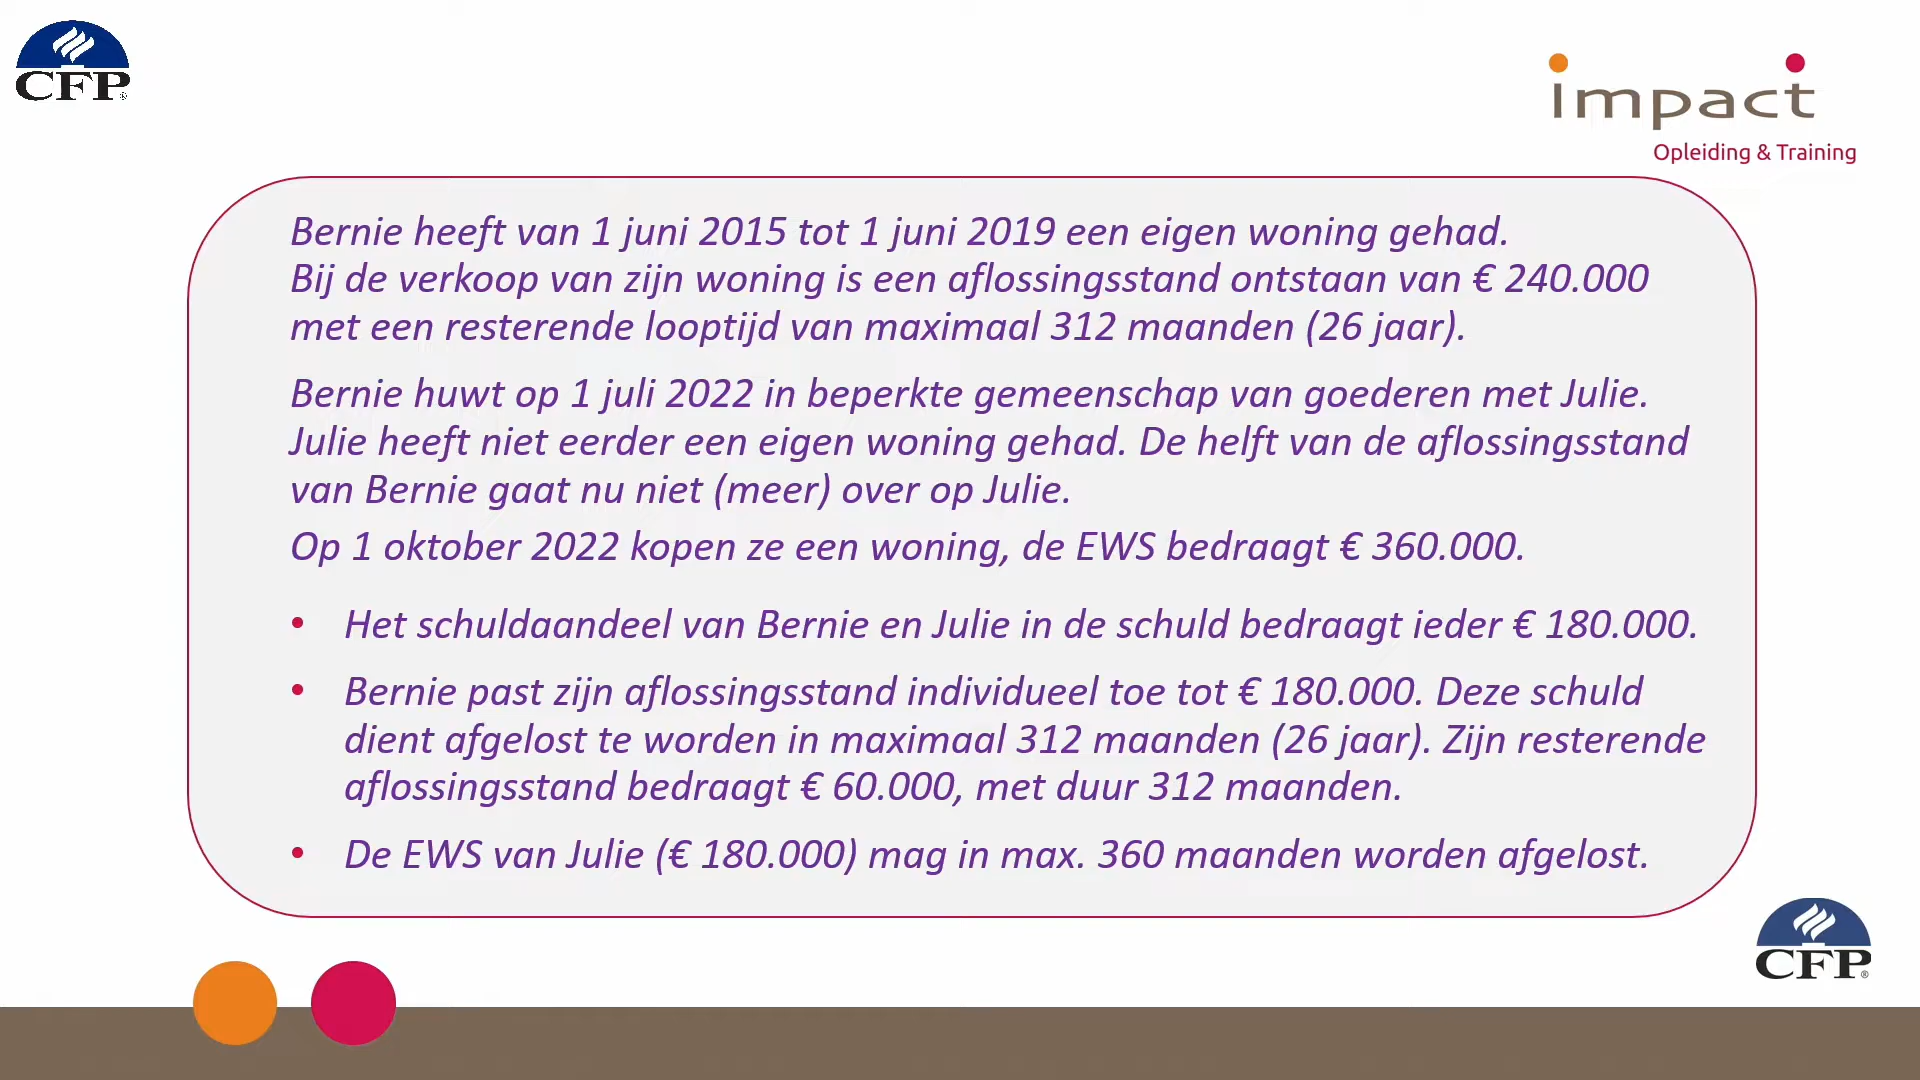 CFP®
impact
Opleiding & Training
Bernie heeft van 1 juni 2015 tot 1 juni 2019 een eigen woning gehad.
Bij de verkoop van zijn woning is een aflossingsstand ontstaan van € 240.000
met een resterende looptijd van maximaal 312 maanden (26 jaar).
Bernie huwt op 1 juli 2022 in beperkte gemeenschap van goederen met Julie.
Julie heeft niet eerder een eigen woning gehad. De helft van de aflossingsstand
van Bernie gaat nu niet (meer) over op Julie.
Op 1 oktober 2022 kopen ze een woning, de EWS bedraagt € 360.000.
• Het schuldaandeel van Bernie en Julie in de schuld bedraagt ieder € 180.000.
• Bernie past zijn aflossingsstand individueel toe tot € 180.000. Deze schuld
dient afgelost te worden in maximaal 312 maanden (26 jaar). Zijn resterende
aflossingsstand bedraagt € 60.000, met duur 312 maanden.
• De EWS van Julie (€ 180.000) mag in max. 360 maanden worden afgelost.
CFP®